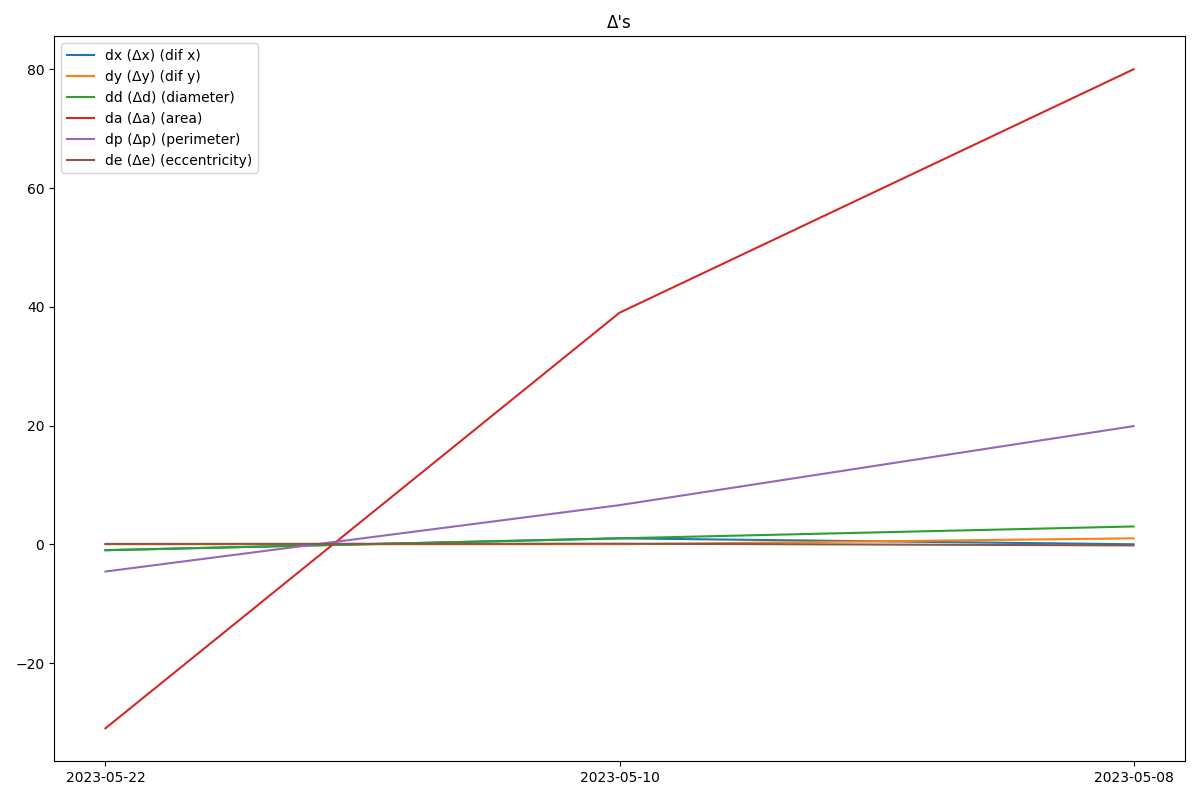 Δ's
dx (Δx) (dif x)
dy (Δy) (dif y)
dd (Δd) (diameter)
da (Δa) (area)
dp (Δp) (perimeter)
de (Δe) (eccentricity)
80
60
40
20
0
−20
2023-05-22
2023-05-10
2023-05-08